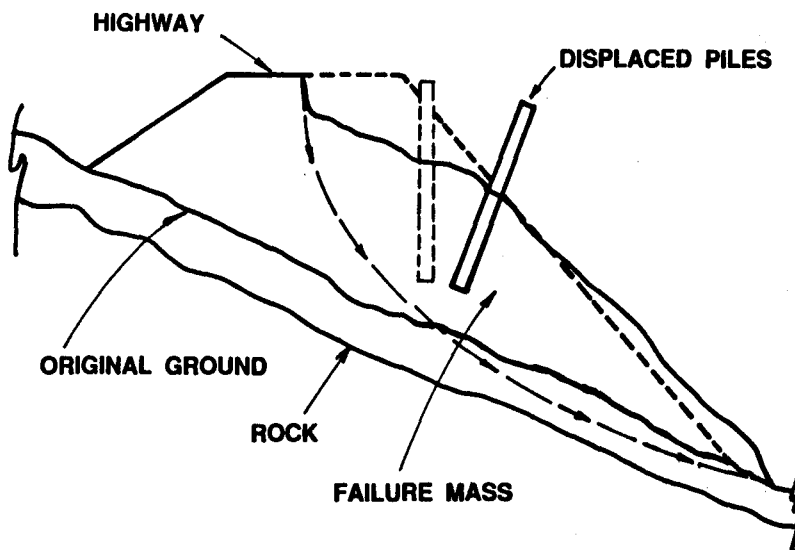 HIGHWAY
DISPLACED PILES
ORIGINAL GROUND
ROCK
FAILURE MASS